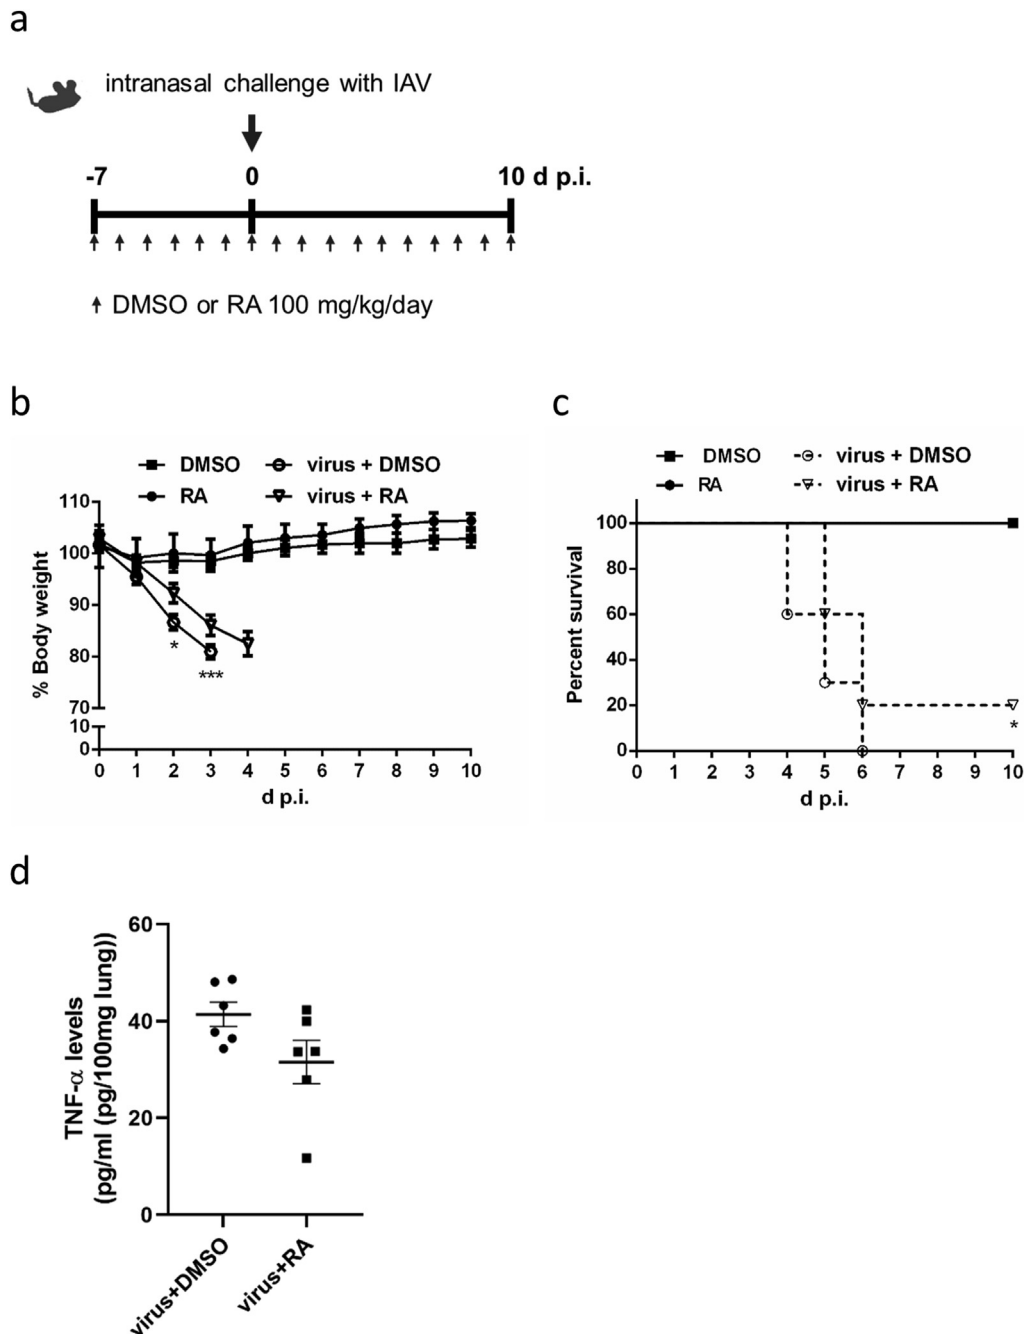 a
intranasal challenge with IAV
-7 0 10 d p.i.
DMSO or RA 100 mg/kg/day
b
DMSO virus + DMSO
RA virus + RA
% Body weight
110
100
90
80
70
10
0
*
***
0 1 2 3 4 5 6 7 8 9 10
d p.i.
c
DMSO virus + DMSO
RA virus + RA
Percent survival
100
80
60
40
20
0
*
0 1 2 3 4 5 6 7 8 9 10
d p.i.
d
TNF-α levels
(pg/ml (pg/100mg lung))
60
40
20
0
virus+DMSO
virus+RA